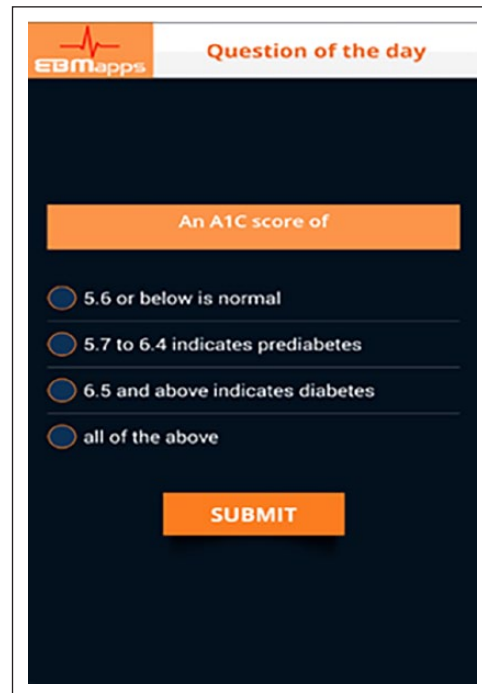 EBMapps
Question of the day
An A1C score of
5.6 or below is normal
5.7 to 6.4 indicates prediabetes
6.5 and above indicates diabetes
all of the above
SUBMIT